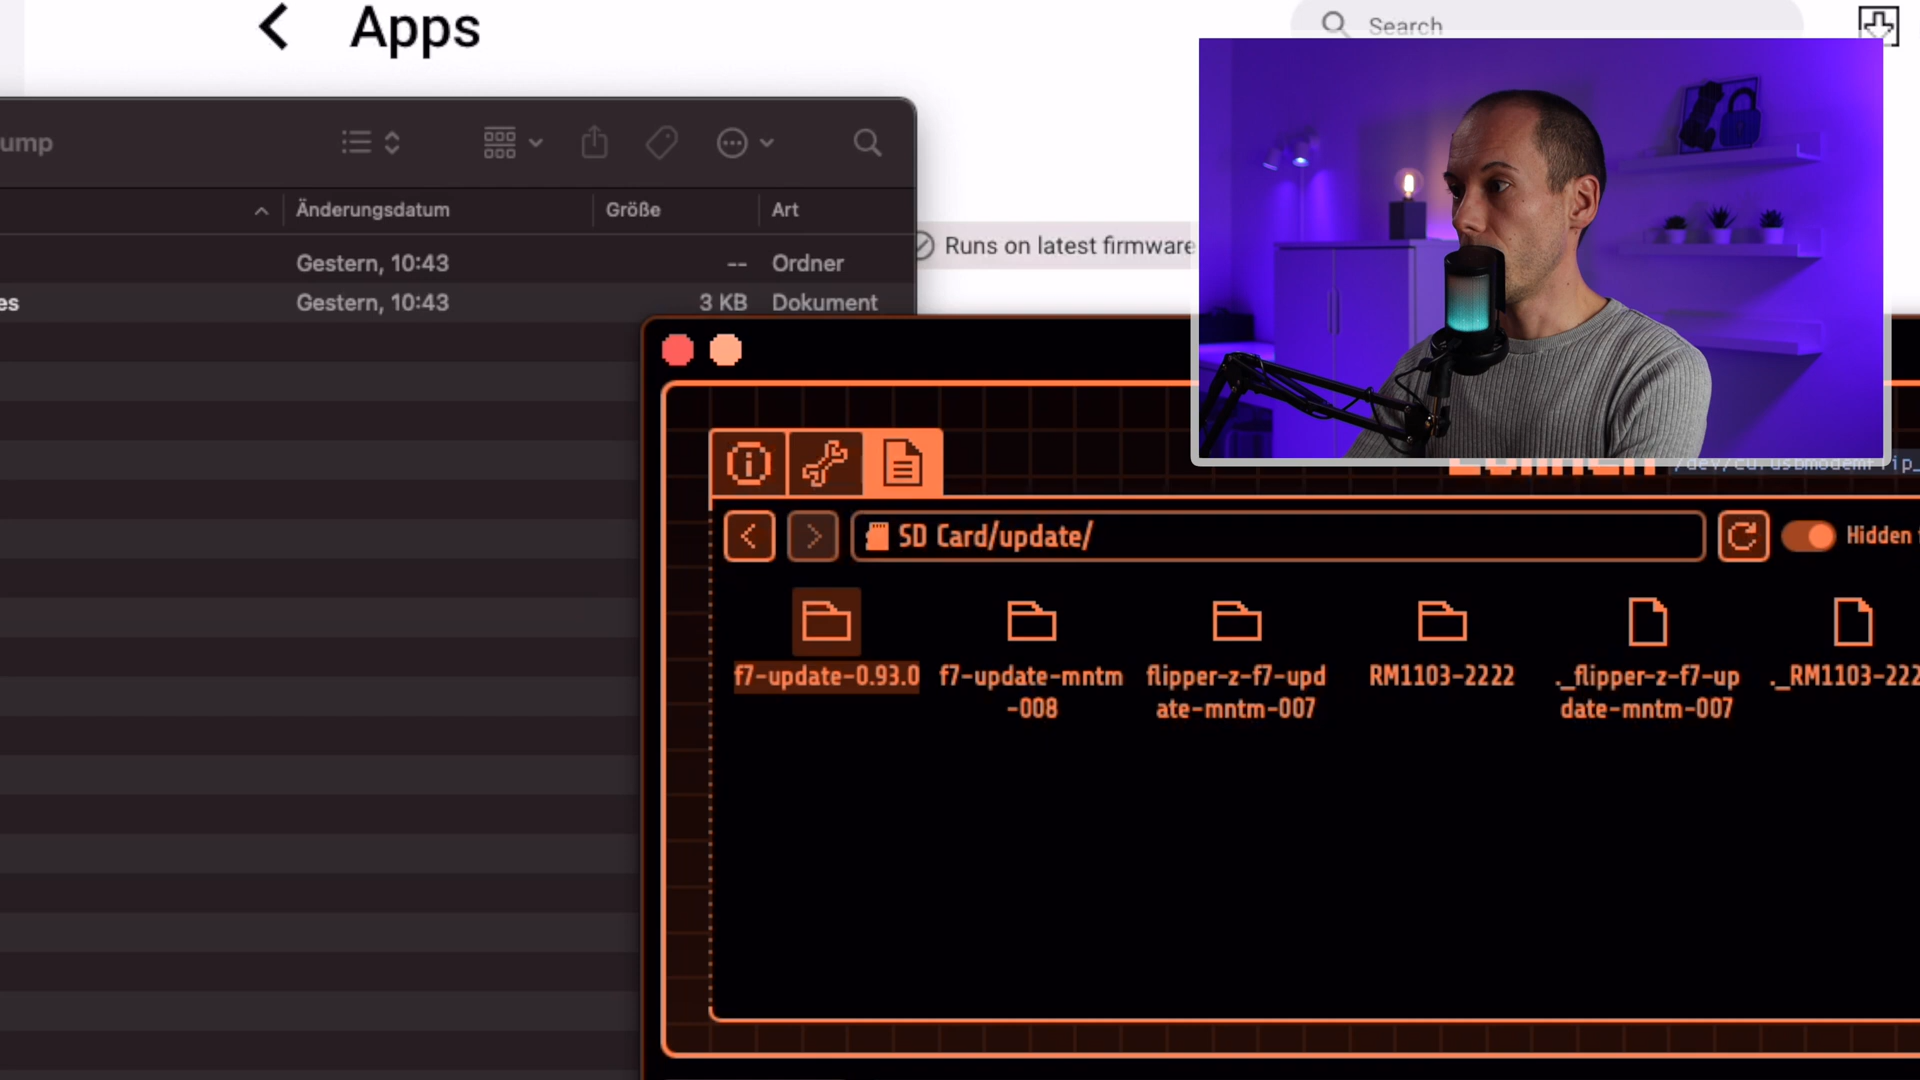 Apps
Search
ump
Änderungsdatum
Größe
Art
Gestern, 10:43
--
Ordner
es
Gestern, 10:43
3 KB
Dokument
Runs on latest firmware
SD Card/update/
Hidden
f7-update-0.93.0
f7-update-mntm
-008
flipper-z-f7-upd
ate-mntm-007
RM1103-2222
._flipper-z-f7-up
date-mntm-007
._RM1103-222